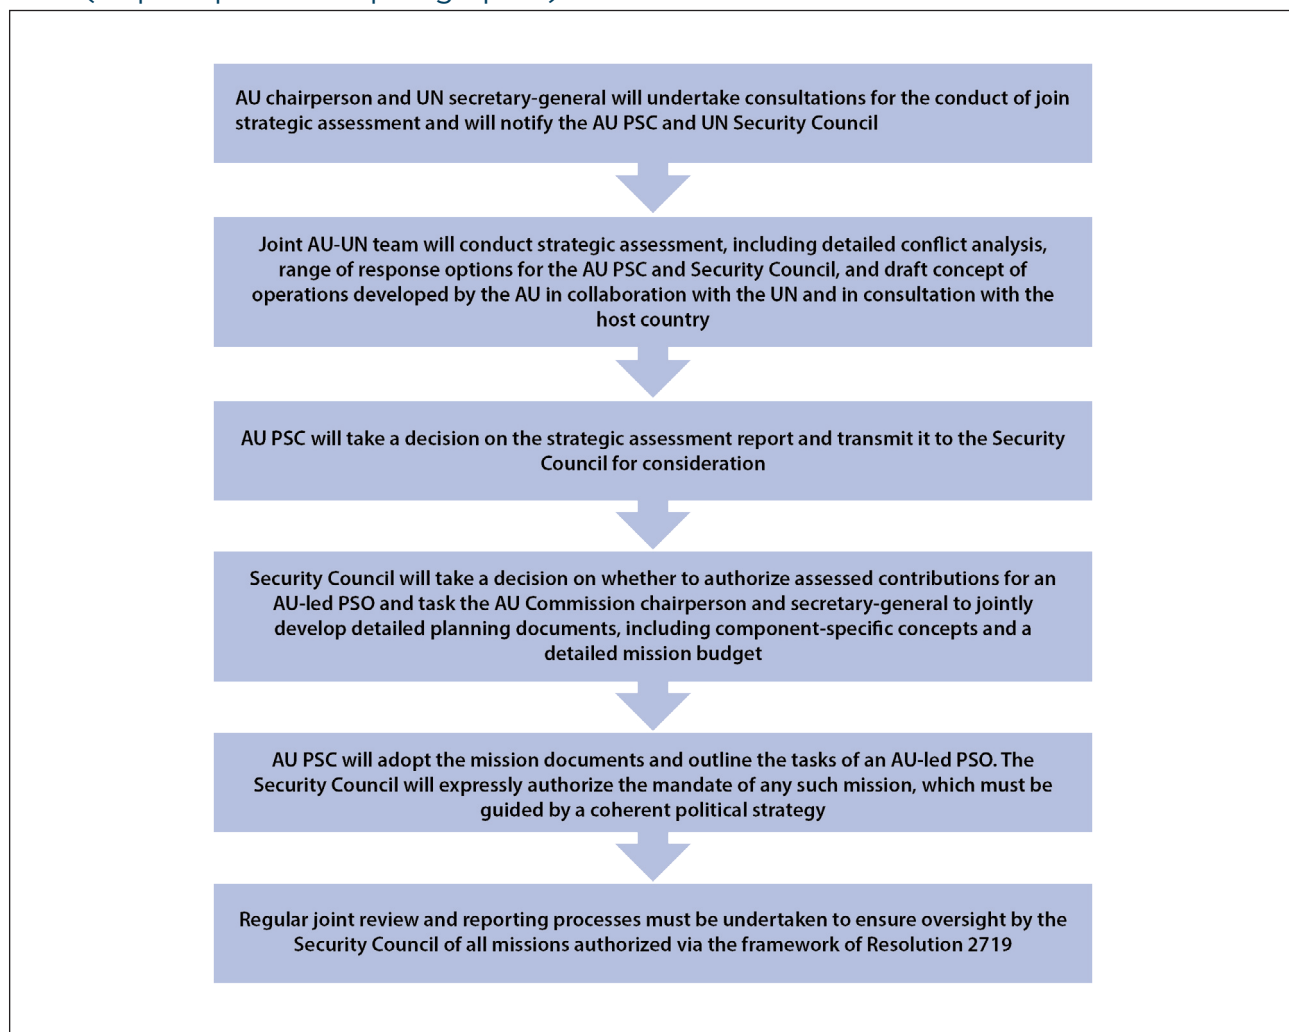 AU chairperson and UN secretary-general will undertake consultations for the conduct of join
strategic assessment and will notify the AU PSC and UN Security Council
Joint AU-UN team will conduct strategic assessment, including detailed conflict analysis,
range of response options for the AU PSC and Security Council, and draft concept of
operations developed by the AU in collaboration with the UN and in consultation with the
host country
AU PSC will take a decision on the strategic assessment report and transmit it to the Security
Council for consideration
Security Council will take a decision on whether to authorize assessed contributions for an
AU-led PSO and task the AU Commission chairperson and secretary-general to jointly
develop detailed planning documents, including component-specific concepts and a
detailed mission budget
AU PSC will adopt the mission documents and outline the tasks of an AU-led PSO. The
Security Council will expressly authorize the mandate of any such mission, which must be
guided by a coherent political strategy
Regular joint review and reporting processes must be undertaken to ensure oversight by the
Security Council of all missions authorized via the framework of Resolution 2719